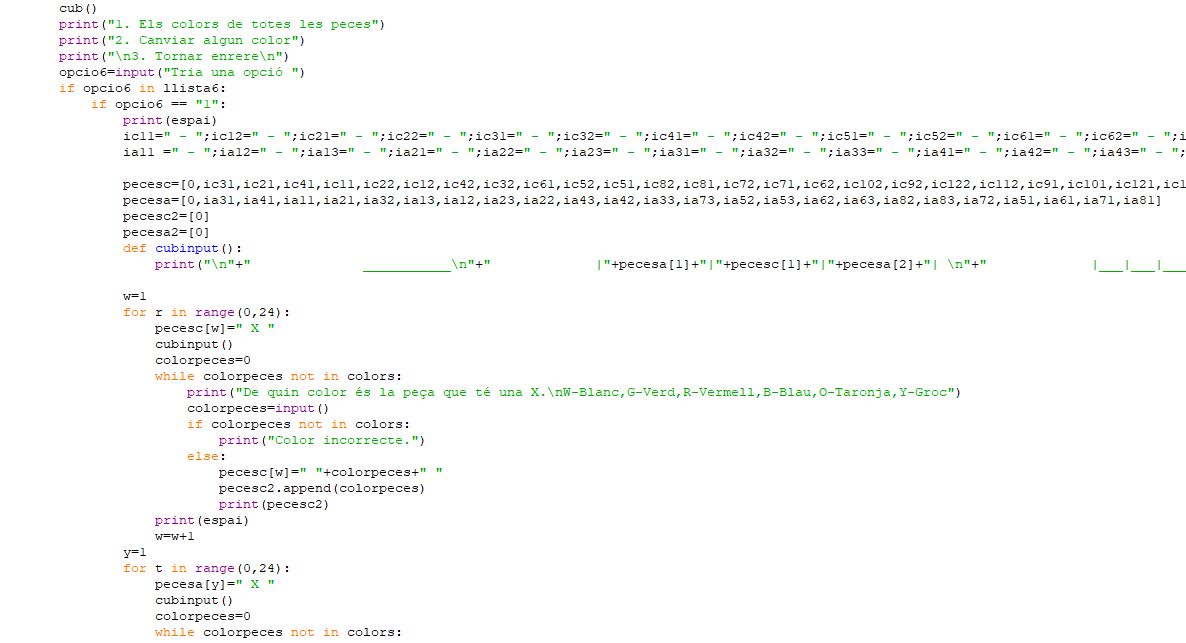 cub()
print("1. Els colors de totes les peces")
print("2. Canviar algun color")
print("\n3. Tornar enrere\n")
opcio6=input("Tria una opció ")
if opcio6 in llista6:
if opcio6 == "1":
print(espai)
ic11=" - ";ic12=" - ";ic21=" - ";ic22=" - ";ic31=" - ";ic32=" - ";ic41=" - ";ic42=" - ";ic51=" - ";ic52=" - ";ic61=" - ";ic62=" - ";i
ia11 =" - ";ia12=" - ";ia13=" - ";ia21=" - ";ia22=" - ";ia23=" - ";ia31=" - ";ia32=" - ";ia33=" - ";ia41=" - ";ia42=" - ";ia43=" - ";
pecesc=[0,ic31,ic21,ic41,ic11,ic22,ic12,ic42,ic32,ic61,ic52,ic51,ic82,ic81,ic72,ic71,ic62,ic102,ic92,ic122,ic112,ic91,ic101,ic121,ic1
pecesa=[0,ia31,ia41,ia11,ia21,ia32,ia13,ia12,ia23,ia22,ia43,ia42,ia33,ia73,ia52,ia53,ia62,ia63,ia82,ia83,ia72,ia51,ia61,ia71,ia81]
pecesc2=[0]
pecesa2=[0]
def cubinput():
print("\n"+" ___________\n"+" |"+pecesa[1]+"|"+pecesc[1]+"|"+pecesa[2]+"| \n"+" |___|___|___
w=1
for r in range(0,24):
pecesc[w]=" X "
cubinput()
colorpeces=0
while colorpeces not in colors:
print("De quin color és la peça que té una X.\nW-Blanc,G-Verd,R-Vermell,B-Blau,O-Taronja,Y-Groc")
colorpeces=input()
if colorpeces not in colors:
print("Color incorrecte.")
else:
pecesc[w]=" "+colorpeces+" "
pecesc2.append(colorpeces)
print(pecesc2)
print(espai)
w=w+1
y=1
for t in range(0,24):
pecesa[y]=" X "
cubinput()
colorpeces=0
while colorpeces not in colors: